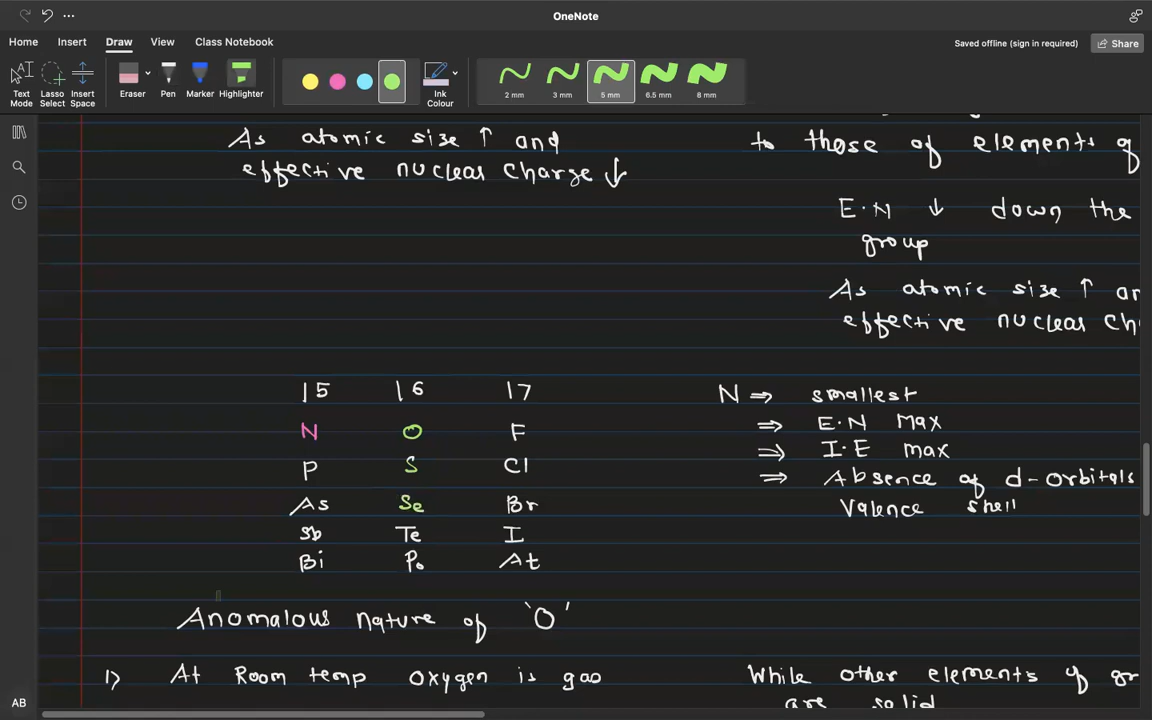 OneNote
Home Insert Draw View Class Notebook
Saved offline (sign in required) Share
Text Mode
Lasso Select
Insert Space
Eraser Pen Marker Highlighter
Ink Colour
2 mm 3 mm 5 mm 6.5 mm 8 mm
As atomic size ↑ and
effective nuclear charge ↓
to those of elements of
E.N ↓ down the
group
As atomic size ↑ an
effective nuclear ch
15 16 17
N O F
P S Cl
As Se Br
Sb Te I
Bi Po At
N ⇒ smallest
⇒ E.N Max
⇒ I.E max
⇒ Absence of d-orbitals
Valence shell
Anomalous nature of 'O'
1) At Room temp oxygen is gas
While other elements of gr
are solid
AB